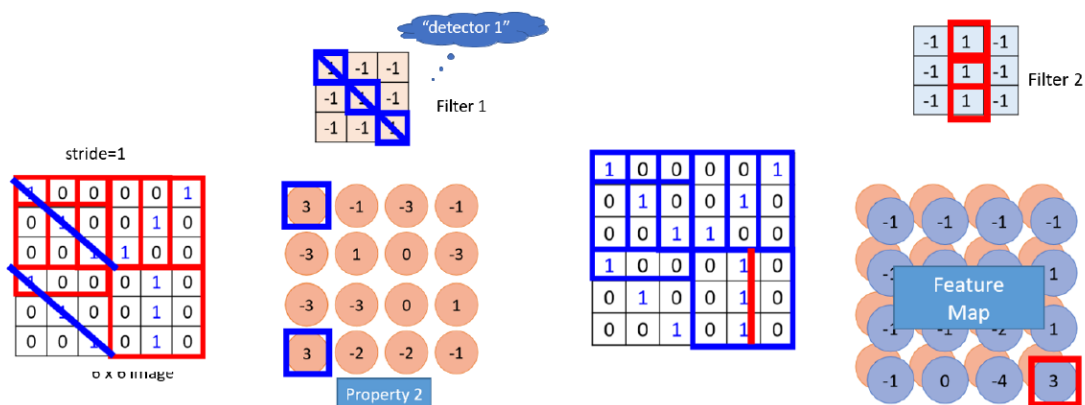 “detector 1”
1 -1 -1
-1 1 -1
-1 -1 1
Filter 1
-1 1 -1
-1 1 -1
-1 1 -1
Filter 2
stride=1
1 0 0 0 0 1
0 1 0 0 1 0
0 0 1 1 0 0
1 0 0 0 1 0
0 1 0 0 1 0
0 0 1 0 1 0
6 x 6 image
3 -1 -3 -1
-3 1 0 -3
-3 -3 0 1
3 -2 -2 -1
Property 2
1 0 0 0 0 1
0 1 0 0 1 0
0 0 1 1 0 0
1 0 0 0 1 0
0 1 0 0 1 0
0 0 1 0 1 0
-1 -1 -1 -1
1
Feature
Map
1
-1 0 -4 3